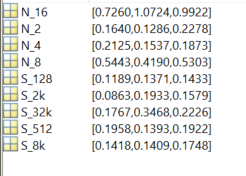 N_16 [0.7260,1.0724,0.9922]
N_2 [0.1640,0.1286,0.2278]
N_4 [0.2125,0.1537,0.1873]
N_8 [0.5443,0.4190,0.5303]
S_128 [0.1189,0.1371,0.1433]
S_2k [0.0863,0.1933,0.1579]
S_32k [0.1767,0.3468,0.2226]
S_512 [0.1958,0.1393,0.1922]
S_8k [0.1418,0.1409,0.1748]